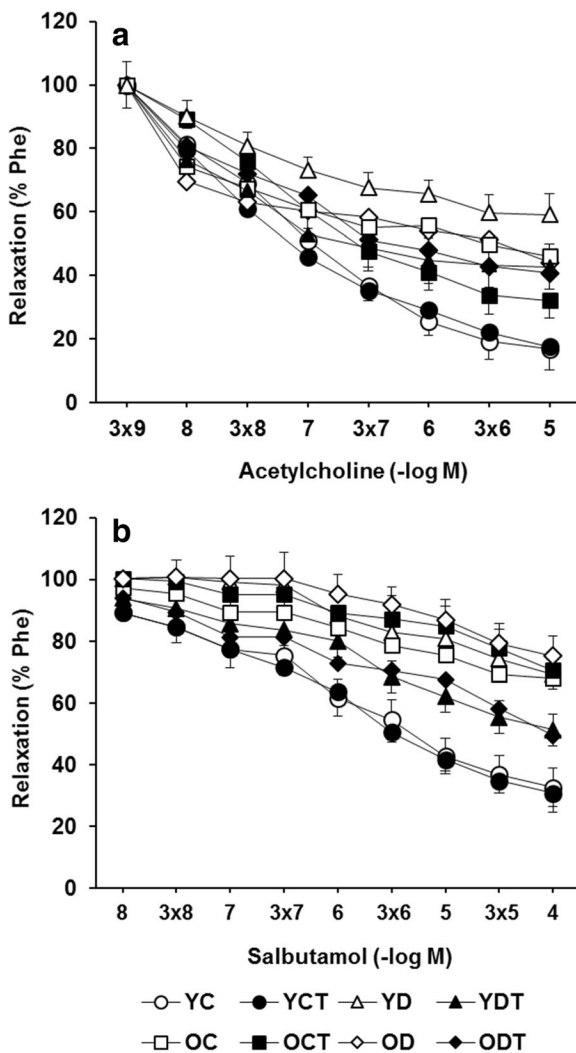 a
120
100
80
60
40
20
0
Relaxation (% Phe)
3x9 8 3x8 7 3x7 6 3x6 5
Acetylcholine (-log M)
b
120
100
80
60
40
20
0
Relaxation (% Phe)
8 3x8 7 3x7 6 3x6 5 3x5 4
Salbutamol (-log M)
YC YCT YD YDT
OC OCT OD ODT